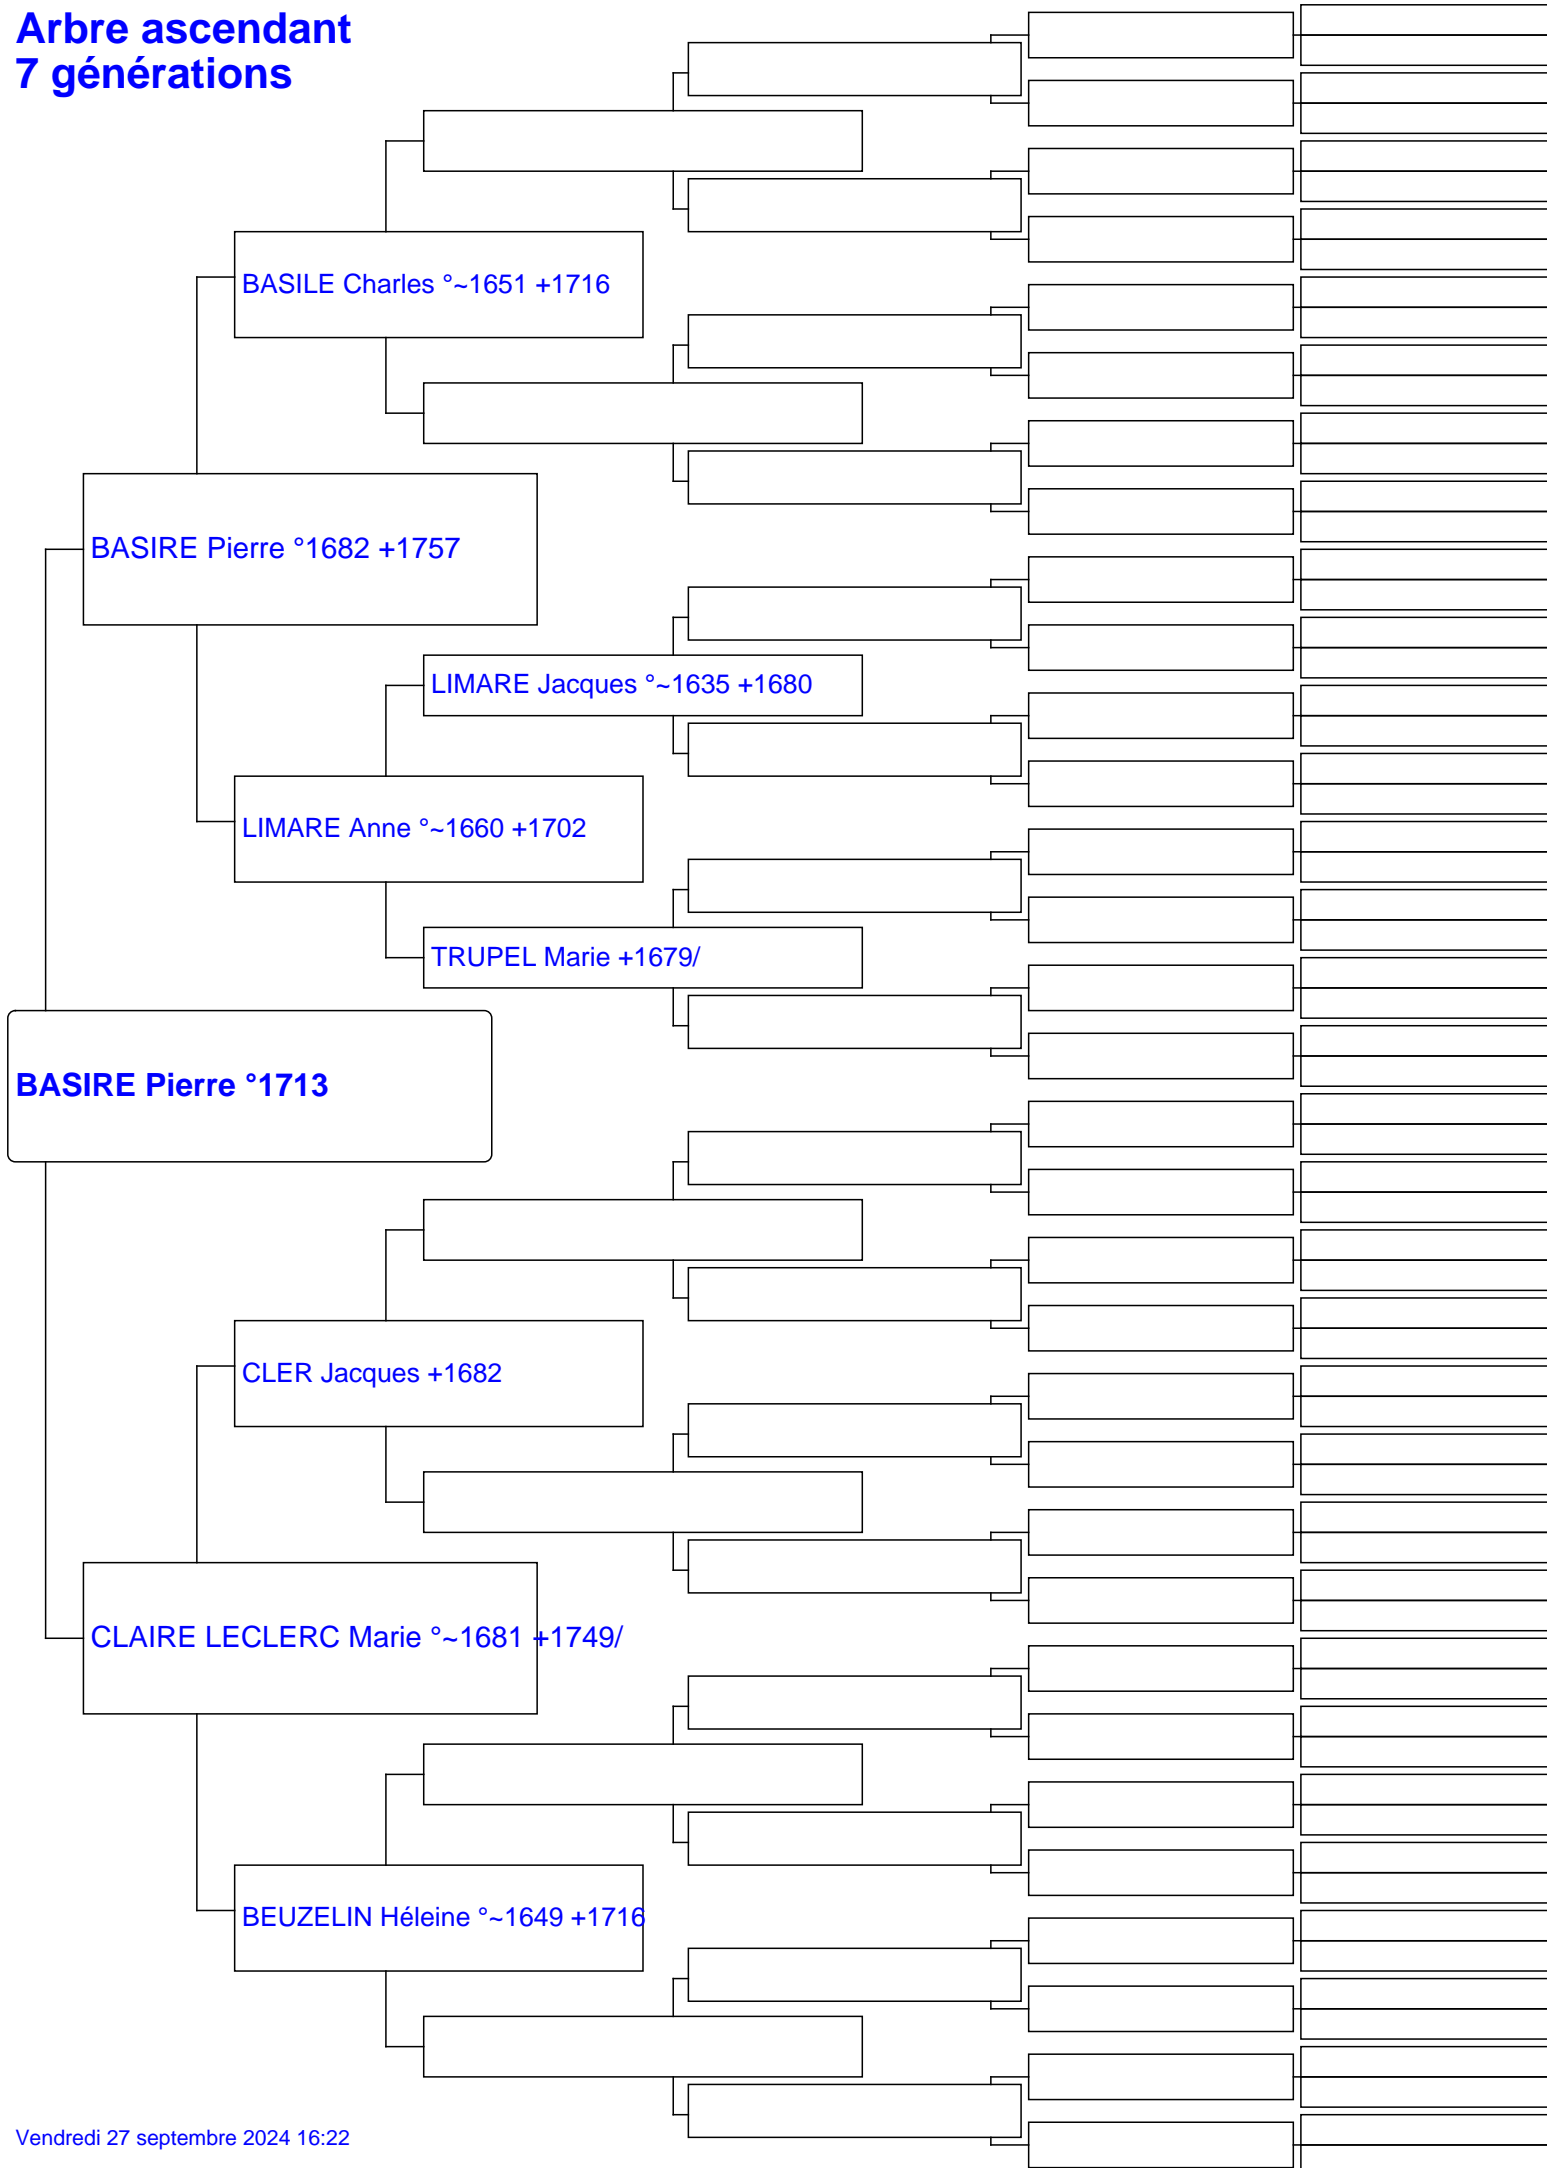 Arbre ascendant
7 générations
BASILE Charles °~1651 +1716
BASIRE Pierre °1682 +1757
LIMARE Jacques °~1635 +1680
LIMARE Anne °~1660 +1702
TRUPEL Marie +1679/
BASIRE Pierre °1713
CLER Jacques +1682
CLAIRE LECLERC Marie °~1681 +1749/
BEUZELIN Héleine °~1649 +1716
Vendredi 27 septembre 2024 16:22